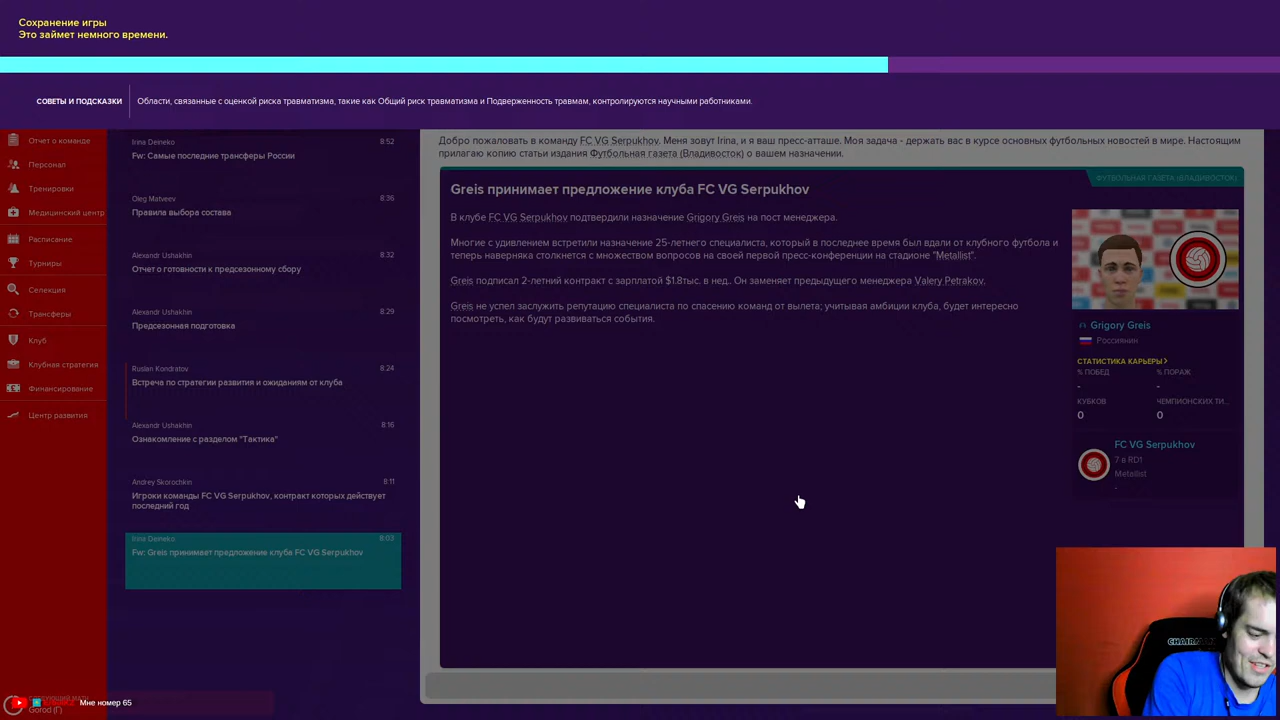 Сохранение игры
Это займет немного времени.
СОВЕТЫ И ПОДСКАЗКИ
Области, связанные с оценкой риска травматизма, такие как Общий риск травматизма и Подверженность травмам, контролируются научными работниками.
Отчет о команде
Персонал
Тренировки
Медицинский центр
Расписание
Турниры
Селекция
Трансферы
Клуб
Клубная стратегия
Финансирование
Центр развития
Irina Deineko 8:52
Fw: Самые последние трансферы России
Oleg Matveev 8:36
Правила выбора состава
Alexandr Ushakhin 8:32
Отчет о готовности к предсезонному сбору
Alexandr Ushakhin 8:29
Предсезонная подготовка
Ruslan Kondratov 8:24
Встреча по стратегии развития и ожиданиям от клуба
Alexandr Ushakhin 8:16
Ознакомление с разделом "Тактика"
Andrey Skorochkin 8:11
Игроки команды FC VG Serpukhov, контракт которых действует
последний год
Irina Deineko 8:03
Fw: Greis принимает предложение клуба FC VG Serpukhov
Добро пожаловать в команду FC VG Serpukhov. Меня зовут Irina, и я ваш пресс-атташе. Моя задача - держать вас в курсе основных футбольных новостей в мире. Настоящим
прилагаю копию статьи издания Футбольная газета (Владивосток) о вашем назначении.
ФУТБОЛЬНАЯ ГАЗЕТА (ВЛАДИВОСТОК)
Greis принимает предложение клуба FC VG Serpukhov
В клубе FC VG Serpukhov подтвердили назначение Grigory Greis на пост менеджера.
Многие с удивлением встретили назначение 25-летнего специалиста, который в последнее время был вдали от клубного футбола и
теперь наверняка столкнется с множеством вопросов на своей первой пресс-конференции на стадионе "Metallist".
Greis подписал 2-летний контракт с зарплатой $1.8тыс. в нед.. Он заменяет предыдущего менеджера Valery Petrakov.
Greis не успел заслужить репутацию специалиста по спасению команд от вылета; учитывая амбиции клуба, будет интересно
посмотреть, как будут развиваться события.
Grigory Greis
Россиянин
СТАТИСТИКА КАРЬЕРЫ >
% ПОБЕД % ПОРАЖ
- -
КУБКОВ ЧЕМПИОНСКИХ ТИ...
0 0
FC VG Serpukhov
7 в RD1
Metallist
-
CHAIRMAN
Мне номер 65
Gorod (Г)